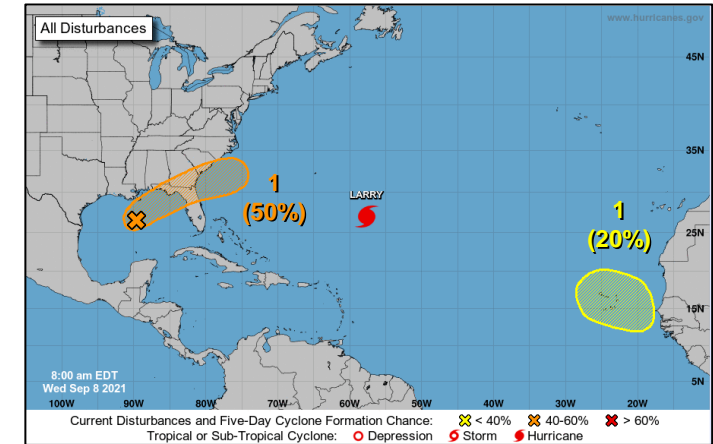 All Disturbances
www.hurricanes.gov
45N
35N
1
(50%)
LARRY
1
(20%)
25N
15N
8:00 am EDT
Wed Sep 8 2021
5N
100W 90W 80W 70W 60W 50W 40W 30W 20W
Current Disturbances and Five-Day Cyclone Formation Chance: < 40% 40-60% > 60%
Tropical or Sub-Tropical Cyclone: Depression Storm Hurricane